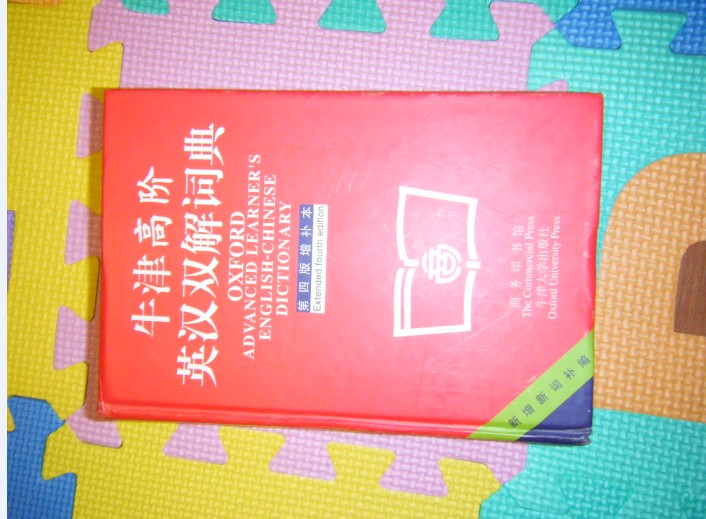 牛津高阶
英汉双解词典
OXFORD
ADVANCED LEARNER'S
ENGLISH-CHINESE
DICTIONARY
第四版增补本
Extended fourth edition
商务印书馆
The Commercial Press
牛津大学出版社
Oxford University Press
新增新词补编